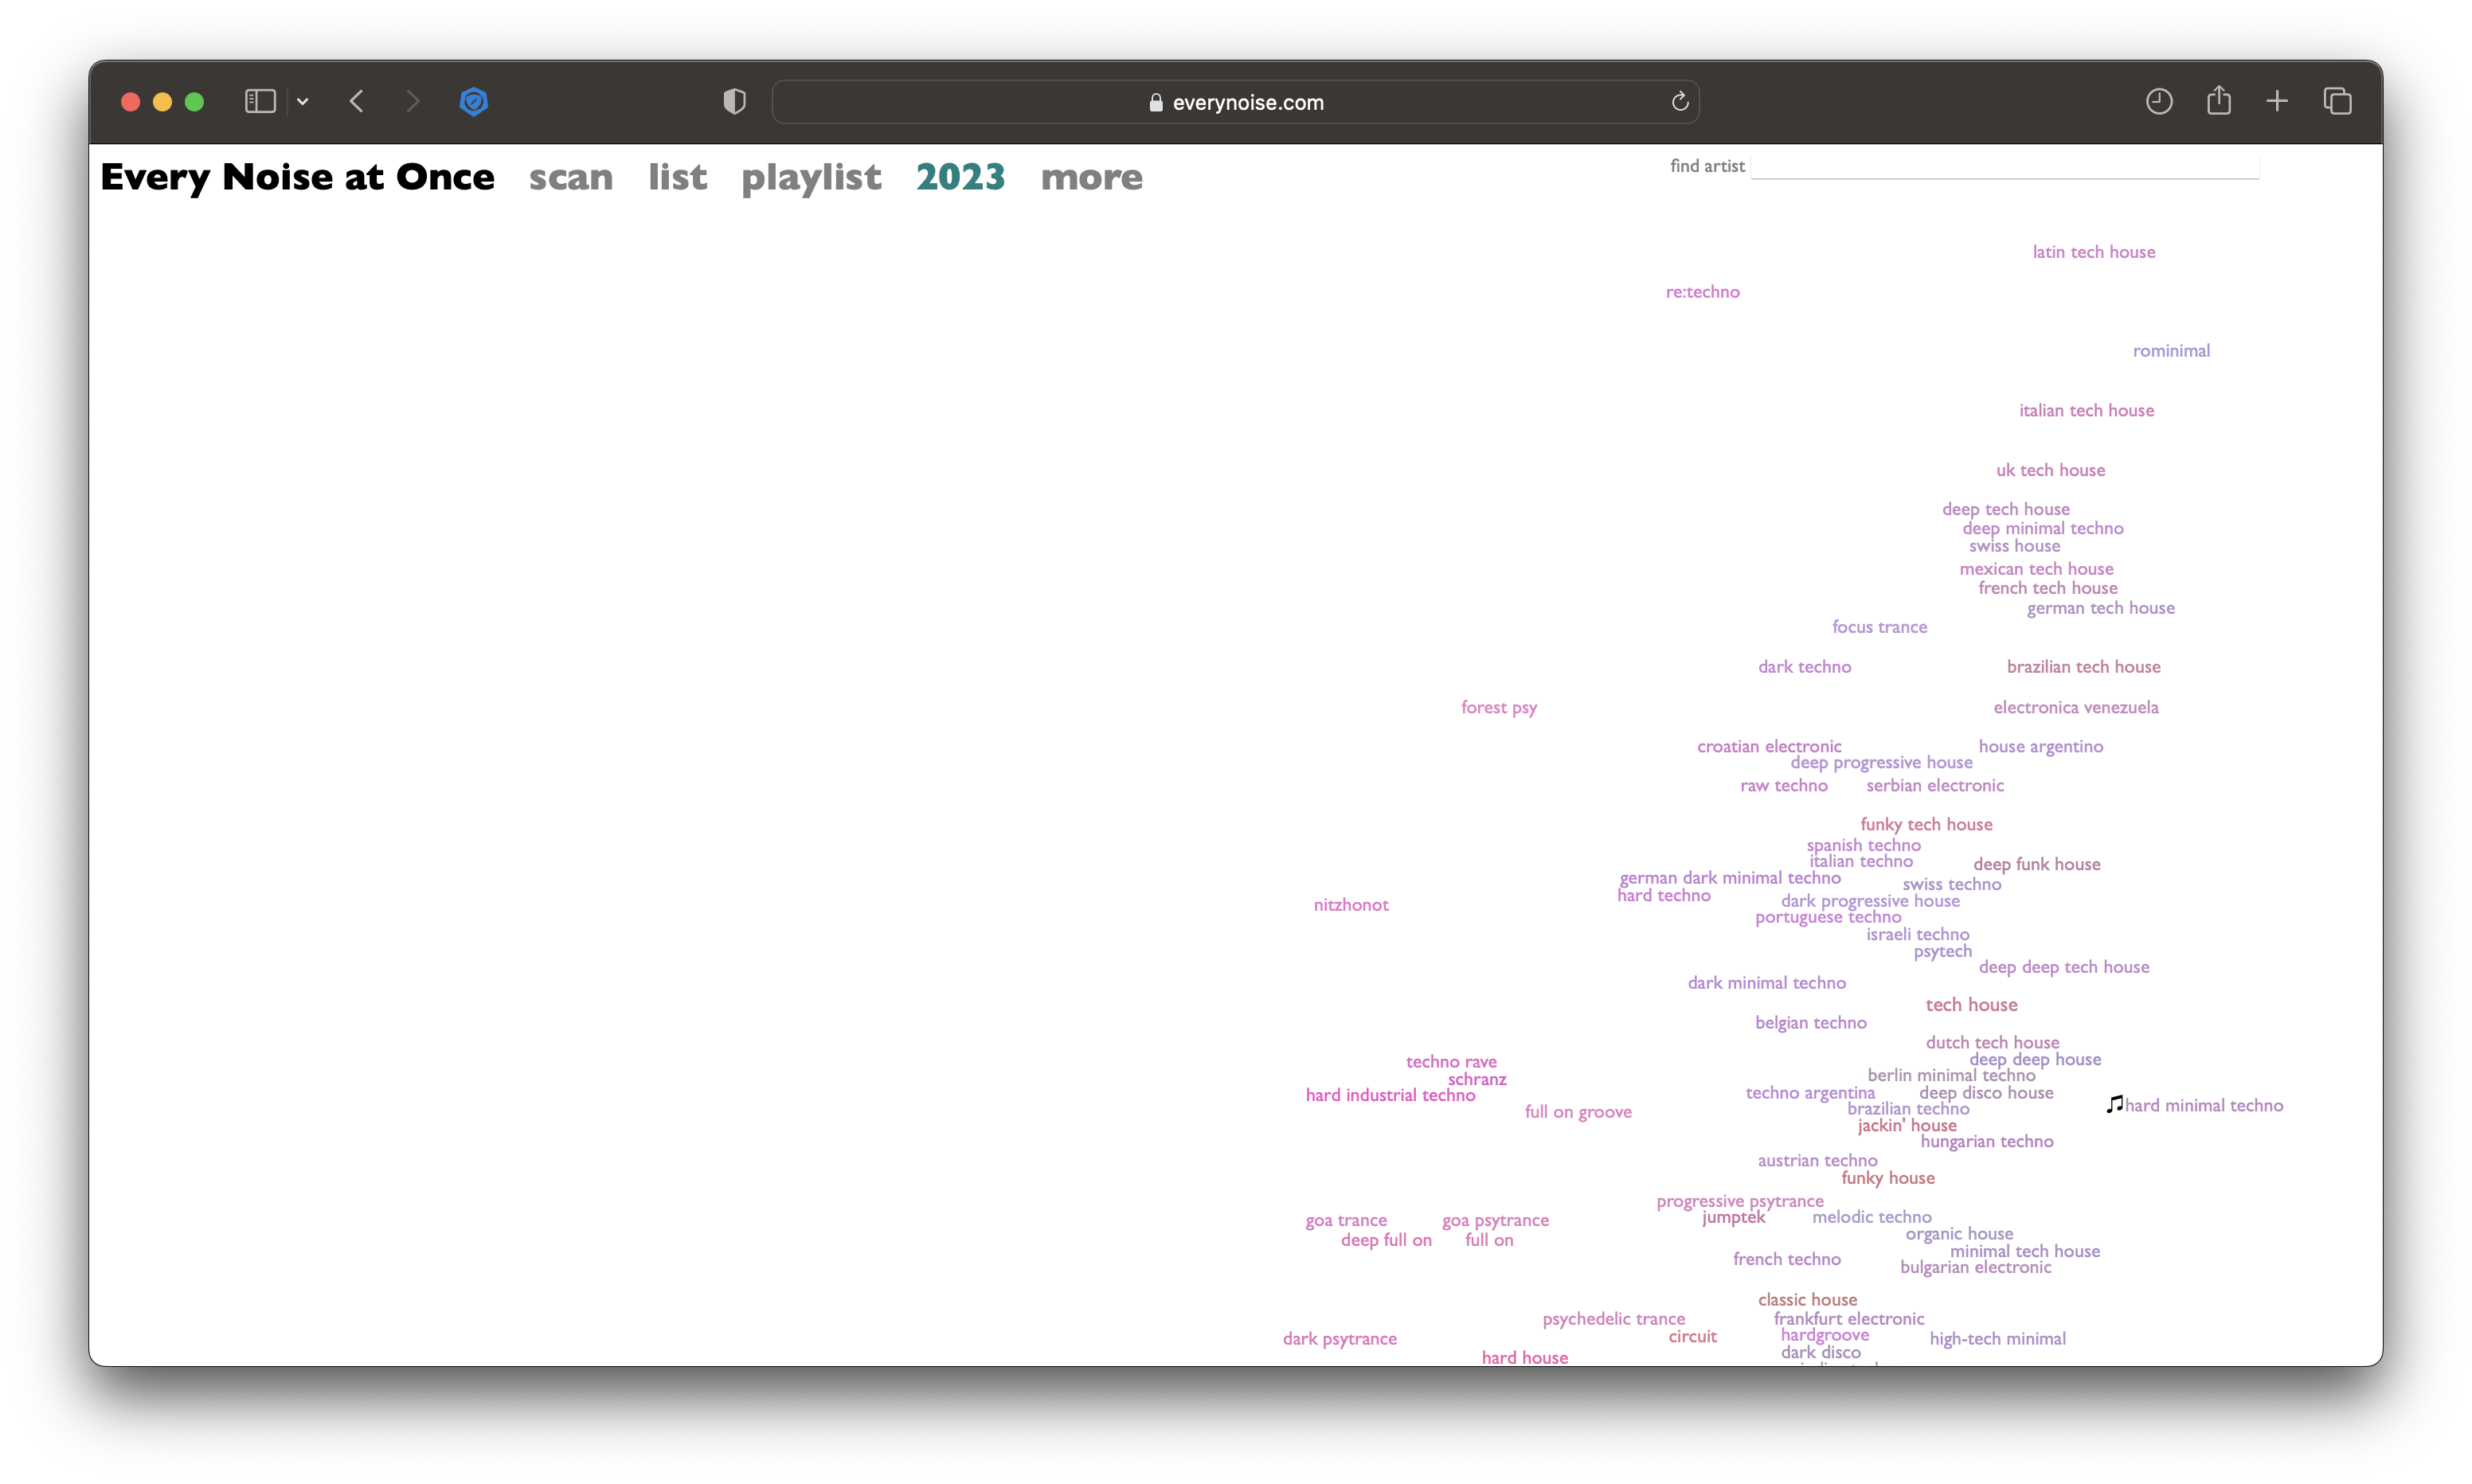 everynoise.com
Every Noise at Once scan list playlist 2023 more
find artist
latin tech house
re:techno
rominimal
italian tech house
uk tech house
deep tech house
deep minimal techno
swiss house
mexican tech house
french tech house
german tech house
focus trance
dark techno brazilian tech house
forest psy electronica venezuela
croatian electronic house argentino
deep progressive house
raw techno serbian electronic
funky tech house
spanish techno
italian techno deep funk house
german dark minimal techno swiss techno
hard techno dark progressive house
nitzhonot
portuguese techno
israeli techno
psytech
deep deep tech house
dark minimal techno
tech house
belgian techno
dutch tech house
techno rave deep deep house
schranz berlin minimal techno
hard industrial techno techno argentina deep disco house
full on groove brazilian techno hard minimal techno
jackin' house
hungarian techno
austrian techno
funky house
progressive psytrance
goa trance goa psytrance jumptek melodic techno
deep full on full on organic house
french techno minimal tech house
bulgarian electronic
classic house
psychedelic trance frankfurt electronic
dark psytrance circuit hardgroove high-tech minimal
hard house dark disco